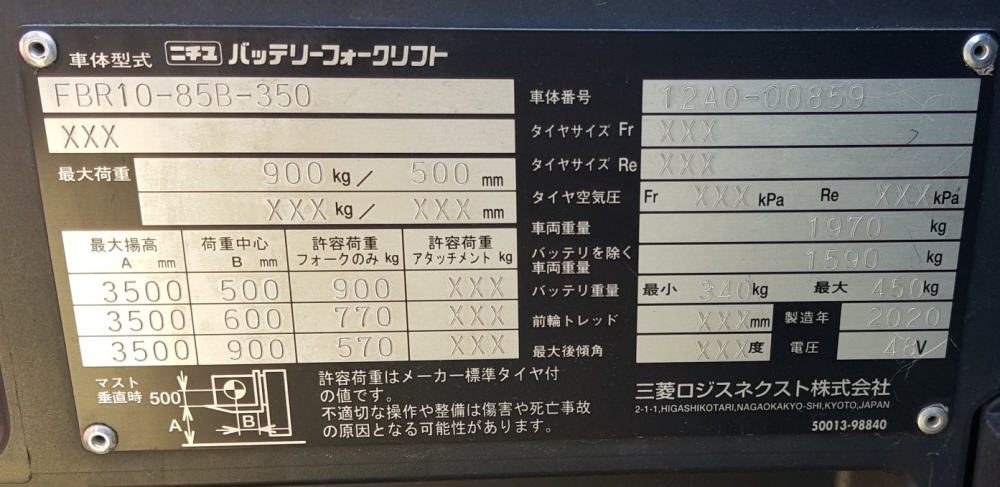 車体型式 ニチユ バッテリーフォークリフト
FBR10-85B-350
XXX
最大荷重 900 kg / 500 mm
XXX kg / XXX mm
車体番号 12A0-00859
タイヤサイズ Fr XXX
タイヤサイズ Re XXX
タイヤ空気圧 Fr XXX kPa Re XXX kPa
車両重量 1970 kg
バッテリを除く
車両重量 1590 kg
バッテリ重量 最小 340 kg 最大 450 kg
前輪トレッド XXX mm 製造年 2020
最大後傾角 XXX 度 電圧 48 V
最大揚高 荷重中心 許容荷重 許容荷重
A mm B mm フォークのみ kg アタッチメント kg
3500 500 900 XXX
3500 600 770 XXX
3500 900 570 XXX
マスト
垂直時 500
A
B
許容荷重はメーカー標準タイヤ付
の値です。
不適切な操作や整備は傷害や死亡事故
の原因となる可能性があります。
三菱ロジスネクスト株式会社
2-1-1,HIGASHIKOTARI,NAGAOKAKYO-SHI,KYOTO,JAPAN
50013-98840